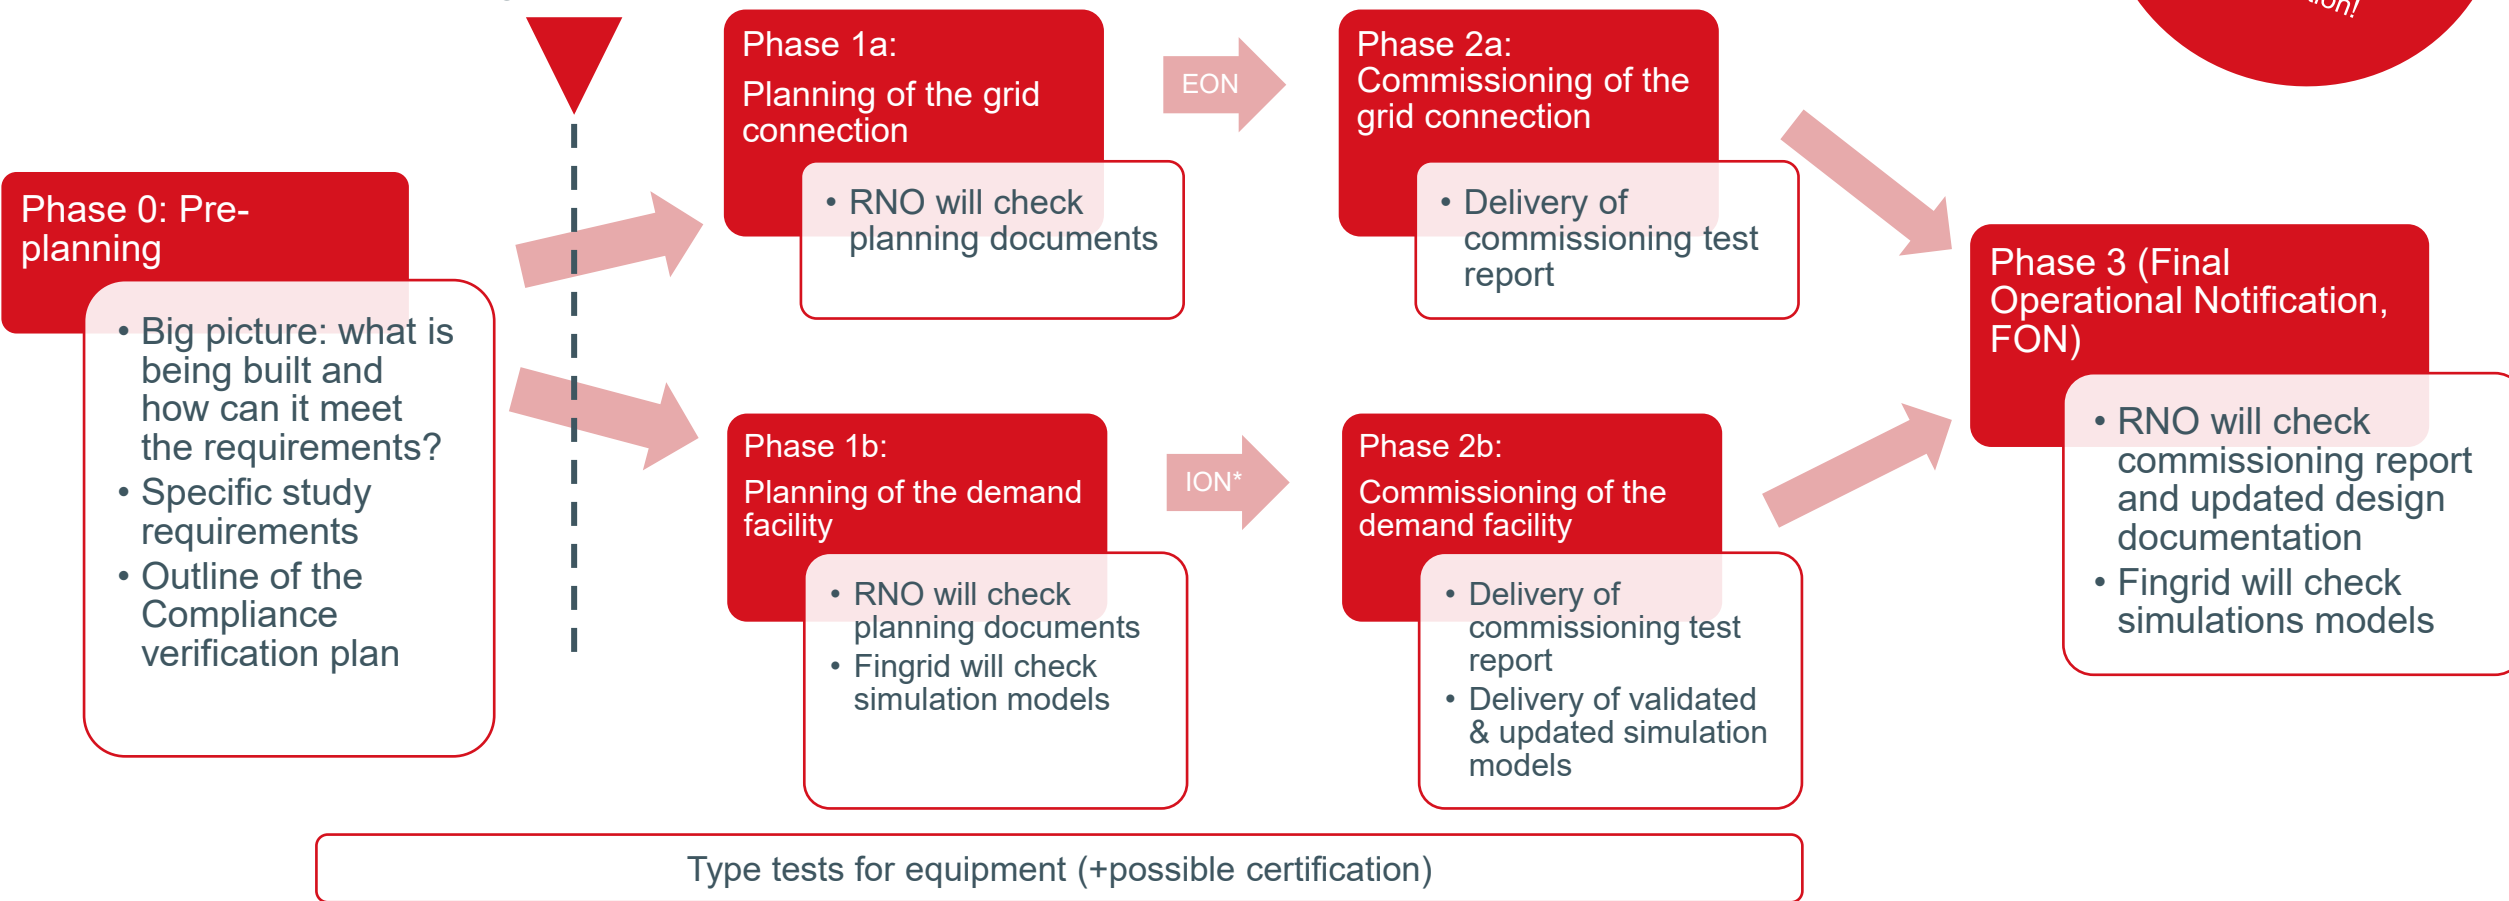 Phase 0: Pre-
planning
• Big picture: what is
being built and
how can it meet
the requirements?
• Specific study
requirements
• Outline of the
Compliance
verification plan
Phase 1a:
Planning of the grid
connection
• RNO will check
planning documents
EON
Phase 2a:
Commissioning of the
grid connection
• Delivery of
commissioning test
report
Phase 1b:
Planning of the demand
facility
• RNO will check
planning documents
• Fingrid will check
simulation models
ION*
Phase 2b:
Commissioning of the
demand facility
• Delivery of
commissioning test
report
• Delivery of validated
& updated simulation
models
Phase 3 (Final
Operational Notification,
FON)
• RNO will check
commissioning report
and updated design
documentation
• Fingrid will check
simulations models
Type tests for equipment (+possible certification)